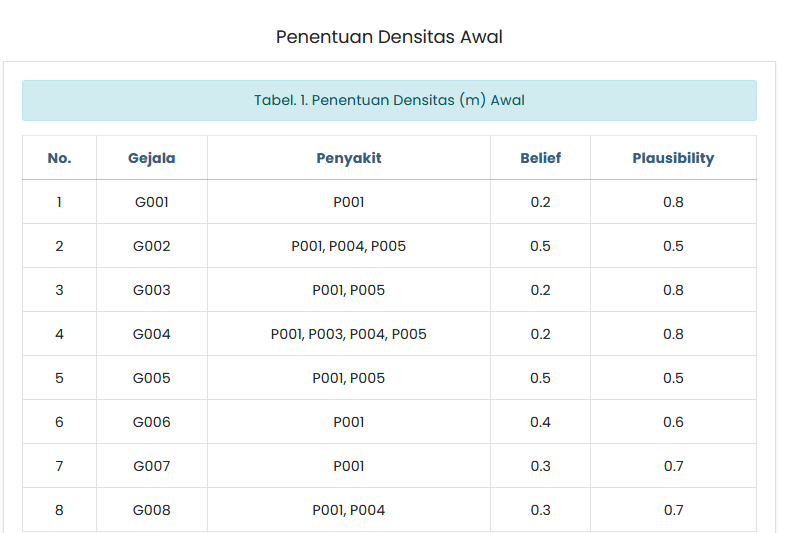 Penentuan Densitas Awal
Tabel. 1. Penentuan Densitas (m) Awal
No. Gejala Penyakit Belief Plausibility
1 G001 P001 0.2 0.8
2 G002 P001, P004, P005 0.5 0.5
3 G003 P001, P005 0.2 0.8
4 G004 P001, P003, P004, P005 0.2 0.8
5 G005 P001, P005 0.5 0.5
6 G006 P001 0.4 0.6
7 G007 P001 0.3 0.7
8 G008 P001, P004 0.3 0.7